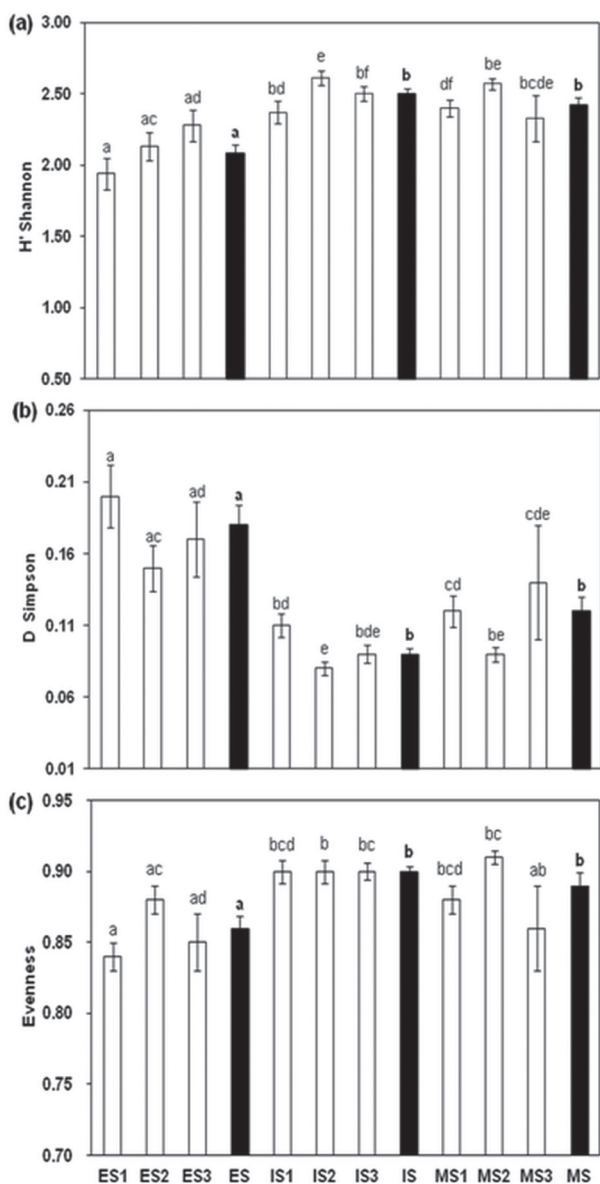 (a)
3.00
2.50
2.00
1.50
1.00
0.50
H' Shannon
a ac ad a bd e bf b df be bcde b
(b)
0.26
0.21
0.16
0.11
0.06
0.01
D Simpson
a ac ad a bd e bde b cd be cde b
(c)
0.95
0.90
0.85
0.80
0.75
0.70
Evenness
a ac ad a bcd b bc b bcd bc ab b
ES1 ES2 ES3 ES IS1 IS2 IS3 IS MS1 MS2 MS3 MS